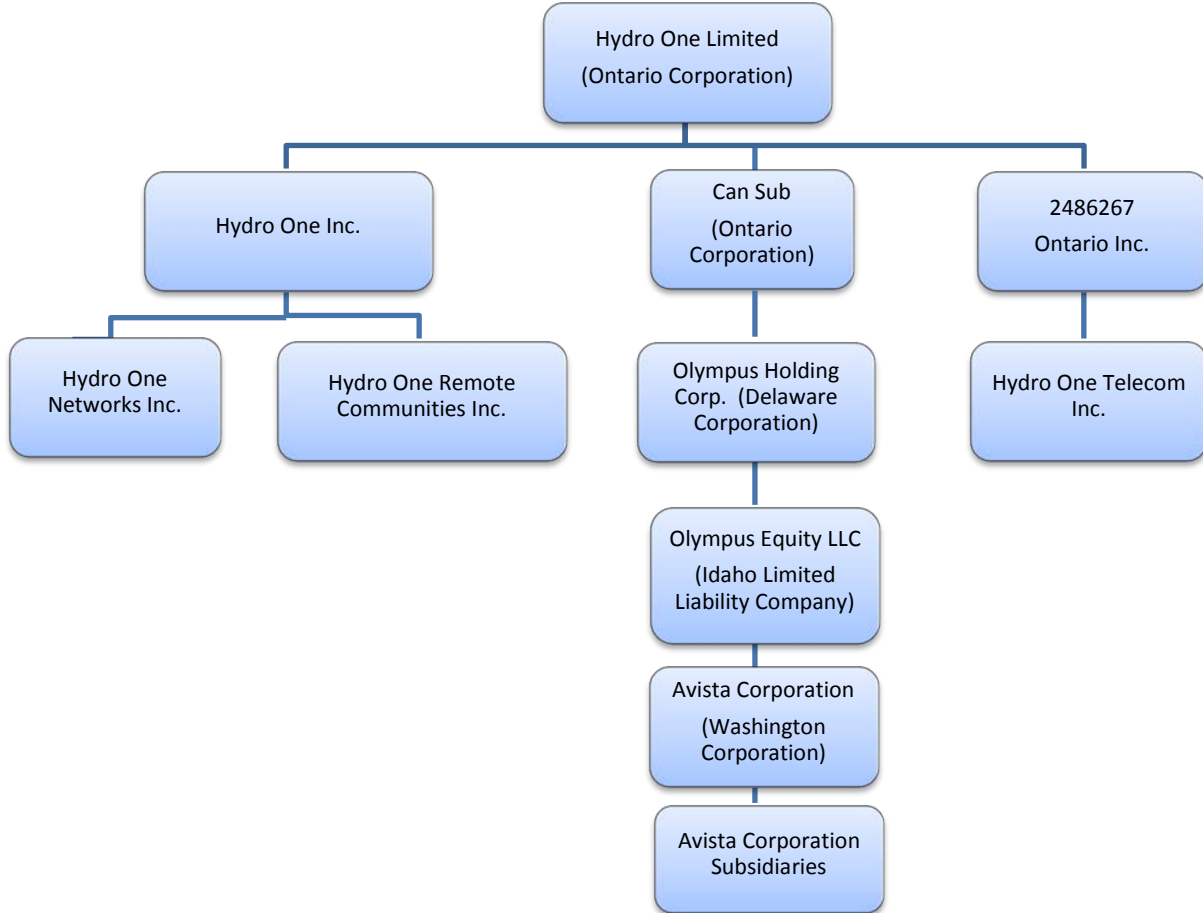 Hydro One Limited
(Ontario Corporation)
Hydro One Inc.
Can Sub
(Ontario
Corporation)
2486267
Ontario Inc.
Hydro One
Networks Inc.
Hydro One Remote
Communities Inc.
Olympus Holding
Corp.  (Delaware
Corporation)
Hydro One Telecom
Inc.
Olympus Equity LLC
(Idaho Limited
Liability Company)
Avista Corporation
(Washington
Corporation)
Avista Corporation
Subsidiaries